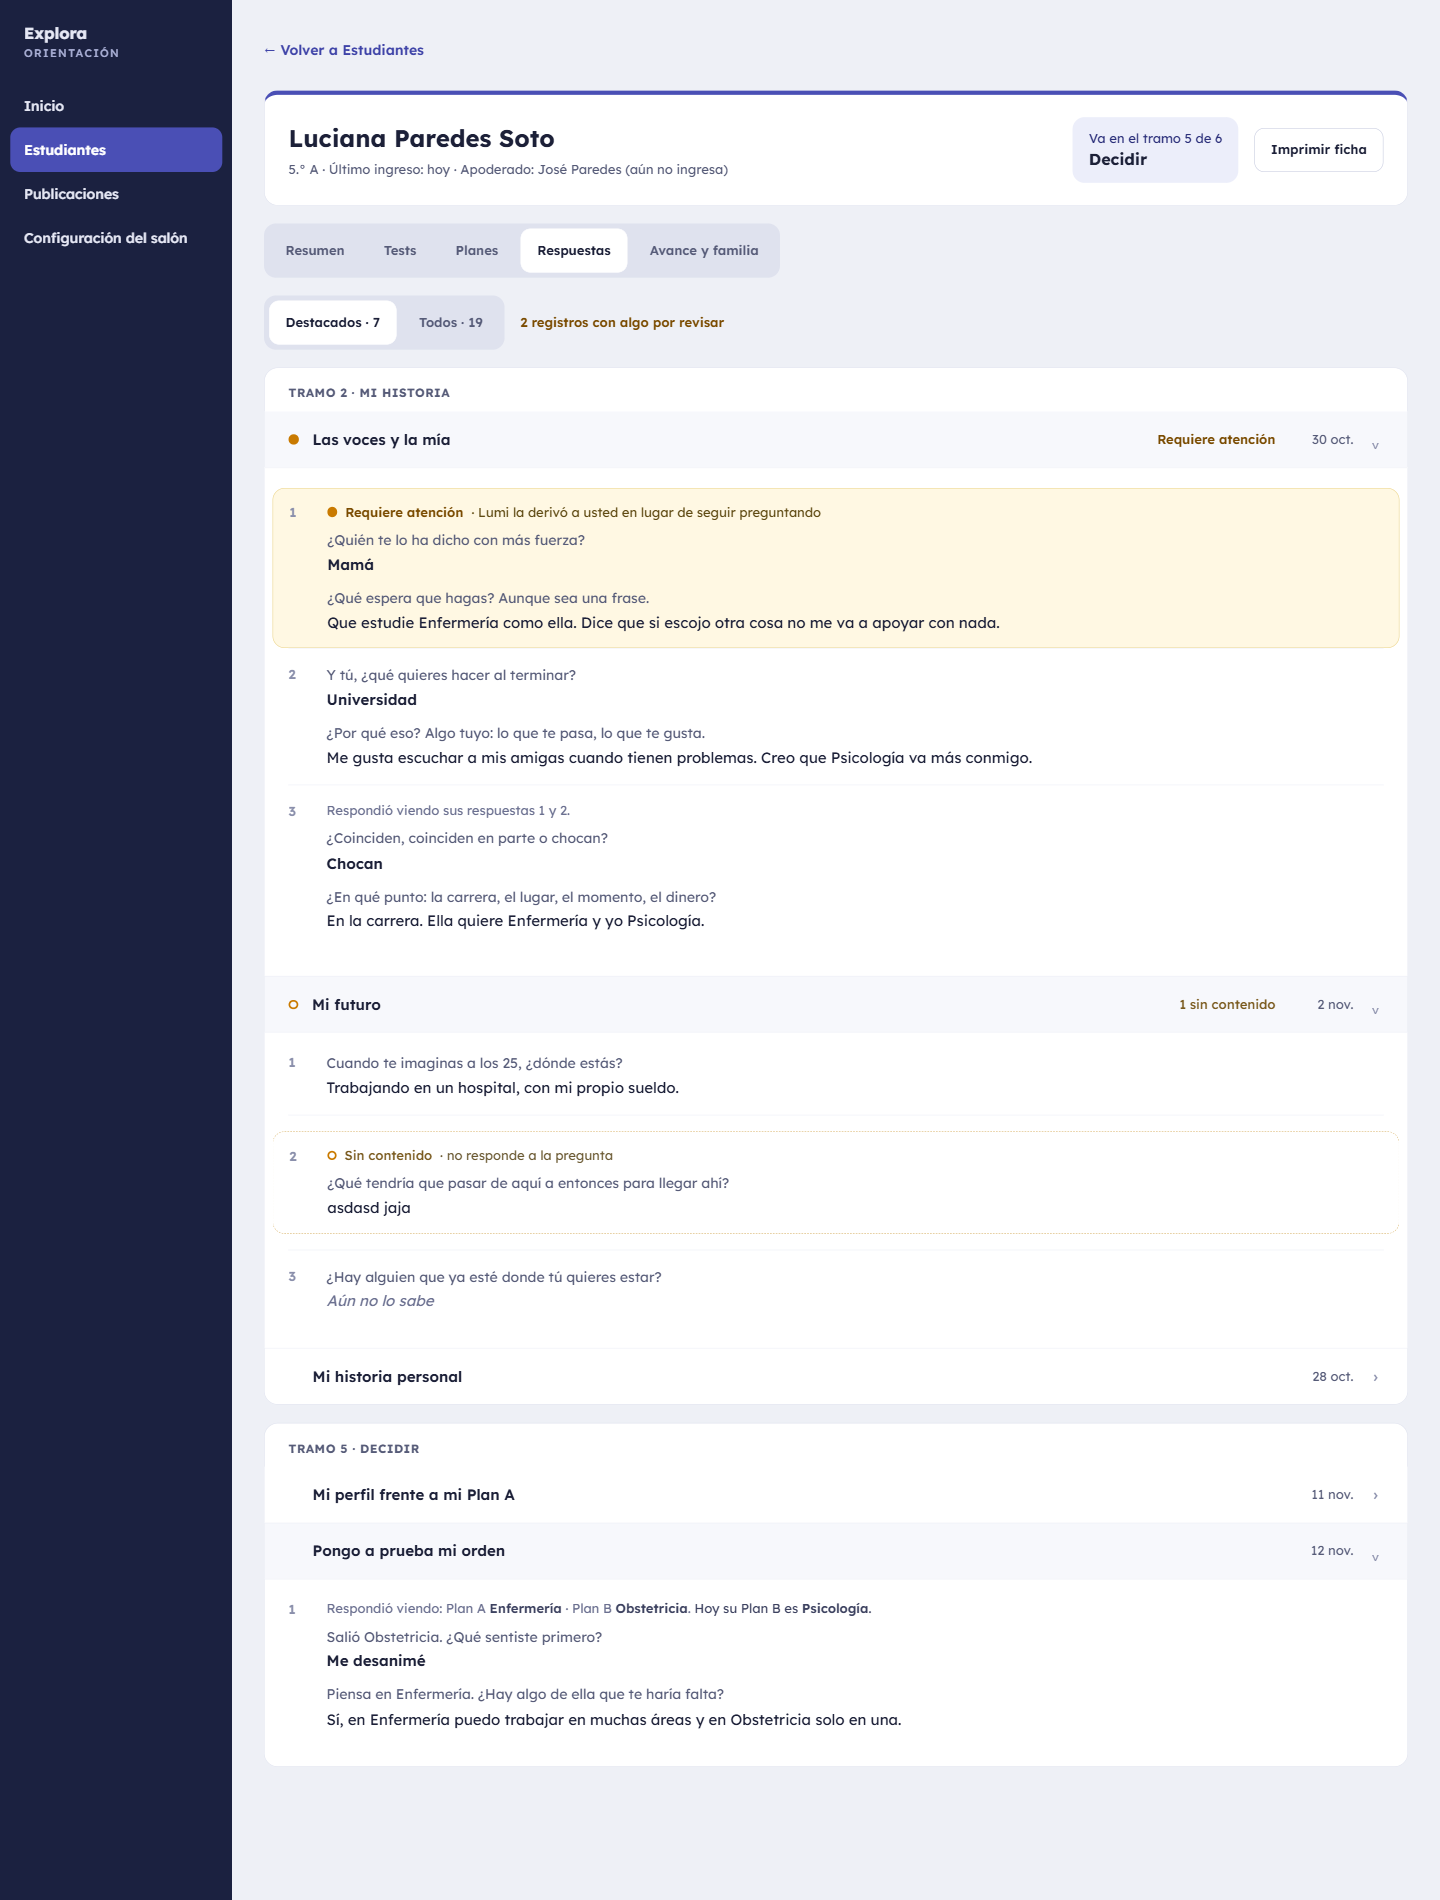 Explora
ORIENTACIÓN
Inicio
Estudiantes
Publicaciones
Configuración del salón
← Volver a Estudiantes
Luciana Paredes Soto
5.° A · Último ingreso: hoy · Apoderado: José Paredes (aún no ingresa)
Va en el tramo 5 de 6
Decidir
Imprimir ficha
Resumen Tests Planes Respuestas Avance y familia
Destacados · 7 Todos · 19 2 registros con algo por revisar
TRAMO 2 · MI HISTORIA
Las voces y la mía Requiere atención 30 oct. v
1 Requiere atención · Lumi la derivó a usted en lugar de seguir preguntando
¿Quién te lo ha dicho con más fuerza?
Mamá
¿Qué espera que hagas? Aunque sea una frase.
Que estudie Enfermería como ella. Dice que si escojo otra cosa no me va a apoyar con nada.
2 Y tú, ¿qué quieres hacer al terminar?
Universidad
¿Por qué eso? Algo tuyo: lo que te pasa, lo que te gusta.
Me gusta escuchar a mis amigas cuando tienen problemas. Creo que Psicología va más conmigo.
3 Respondió viendo sus respuestas 1 y 2.
¿Coinciden, coinciden en parte o chocan?
Chocan
¿En qué punto: la carrera, el lugar, el momento, el dinero?
En la carrera. Ella quiere Enfermería y yo Psicología.
Mi futuro 1 sin contenido 2 nov. v
1 Cuando te imaginas a los 25, ¿dónde estás?
Trabajando en un hospital, con mi propio sueldo.
2 Sin contenido · no responde a la pregunta
¿Qué tendría que pasar de aquí a entonces para llegar ahí?
asdasd jaja
3 ¿Hay alguien que ya esté donde tú quieres estar?
Aún no lo sabe
Mi historia personal 28 oct. ›
TRAMO 5 · DECIDIR
Mi perfil frente a mi Plan A 11 nov. ›
Pongo a prueba mi orden 12 nov. v
1 Respondió viendo: Plan A Enfermería · Plan B Obstetricia. Hoy su Plan B es Psicología.
Salió Obstetricia. ¿Qué sentiste primero?
Me desanimé
Piensa en Enfermería. ¿Hay algo de ella que te haría falta?
Sí, en Enfermería puedo trabajar en muchas áreas y en Obstetricia solo en una.